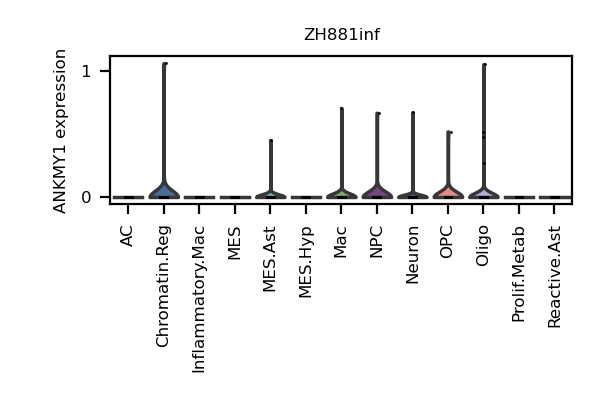 ZH881inf
ANKMY1 expression
1
0
AC
Chromatin.Reg
Inflammatory.Mac
MES
MES.Ast
MES.Hyp
Mac
NPC
Neuron
OPC
Oligo
Prolif.Metab
Reactive.Ast